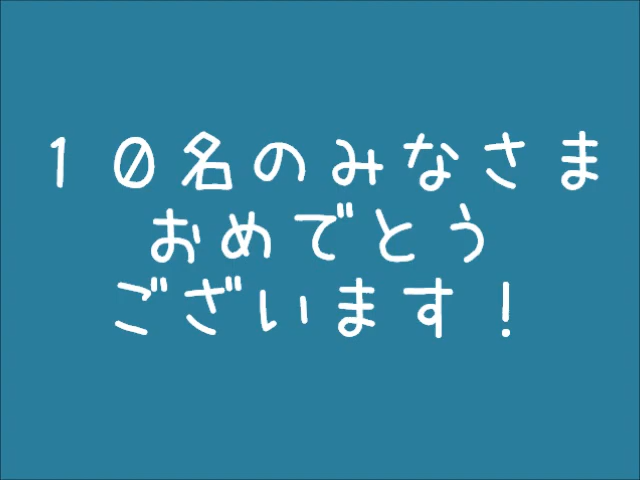 １０名のみなさま
おめでとう
ございます！